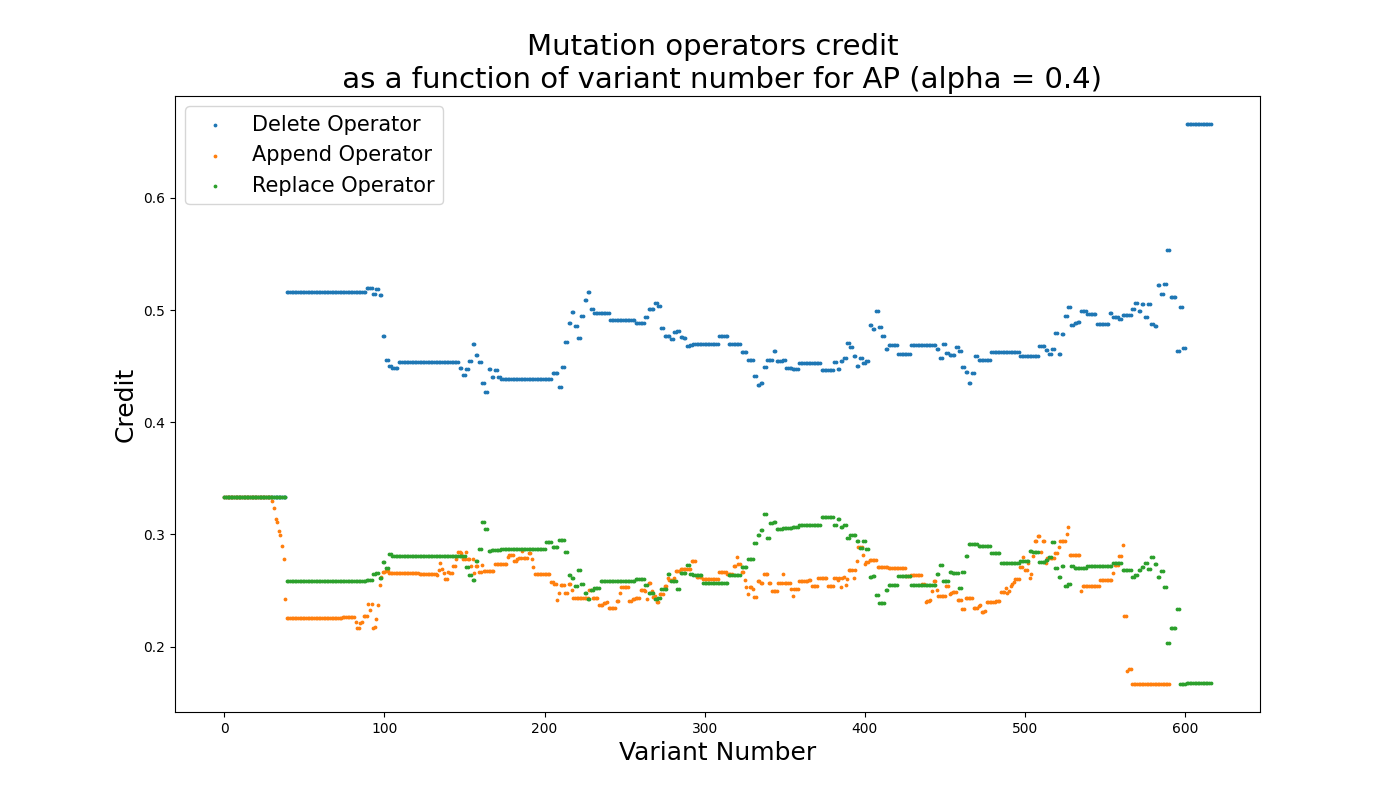 Mutation operators credit
as a function of variant number for AP (alpha = 0.4)
Delete Operator
Append Operator
Replace Operator
Credit
0.6
0.5
0.4
0.3
0.2
0 100 200 300 400 500 600
Variant Number